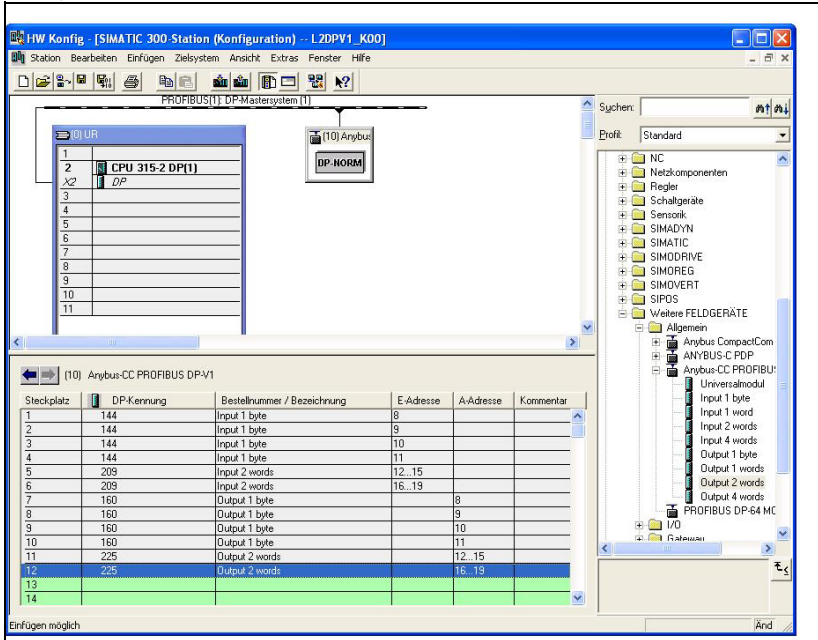 HW Konfig - [SIMATIC 300-Station (Konfiguration) -- L2DPV1_K00]
Station Bearbeiten Einfügen Zielsystem Ansicht Extras Fenster Hilfe
PROFIBUS(1): DP-Mastersystem (1)
(0) UR
1
2 CPU 315-2 DP(1)
X2 DP
3
4
5
6
7
8
9
10
11
(10) Anybus
DP-NORM
Suchen:
Profil: Standard
NC
Netzkomponenten
Regler
Schaltgeräte
Sensorik
SIMADYN
SIMATIC
SIMODRIVE
SIMOREG
SIMOVERT
SIPOS
Weitere FELDGERÄTE
Allgemein
Anybus CompactCom
ANYBUS-C PDP
Anybus-CC PROFIBUS
Universalmodul
Input 1 byte
Input 1 word
Input 2 words
Input 4 words
Output 1 byte
Output 1 words
Output 2 words
Output 4 words
PROFIBUS DP-64 MO
I/O
Gateway
(10) Anybus-CC PROFIBUS DP-V1
Steckplatz DP-Kennung Bestellnummer / Bezeichnung E-Adresse A-Adresse Kommentar
1 144 Input 1 byte 8
2 144 Input 1 byte 9
3 144 Input 1 byte 10
4 144 Input 1 byte 11
5 209 Input 2 words 12...15
6 209 Input 2 words 16...19
7 160 Output 1 byte 8
8 160 Output 1 byte 9
9 160 Output 1 byte 10
10 160 Output 1 byte 11
11 225 Output 2 words 12...15
12 225 Output 2 words 16...19
13
14
Einfügen möglich Änd